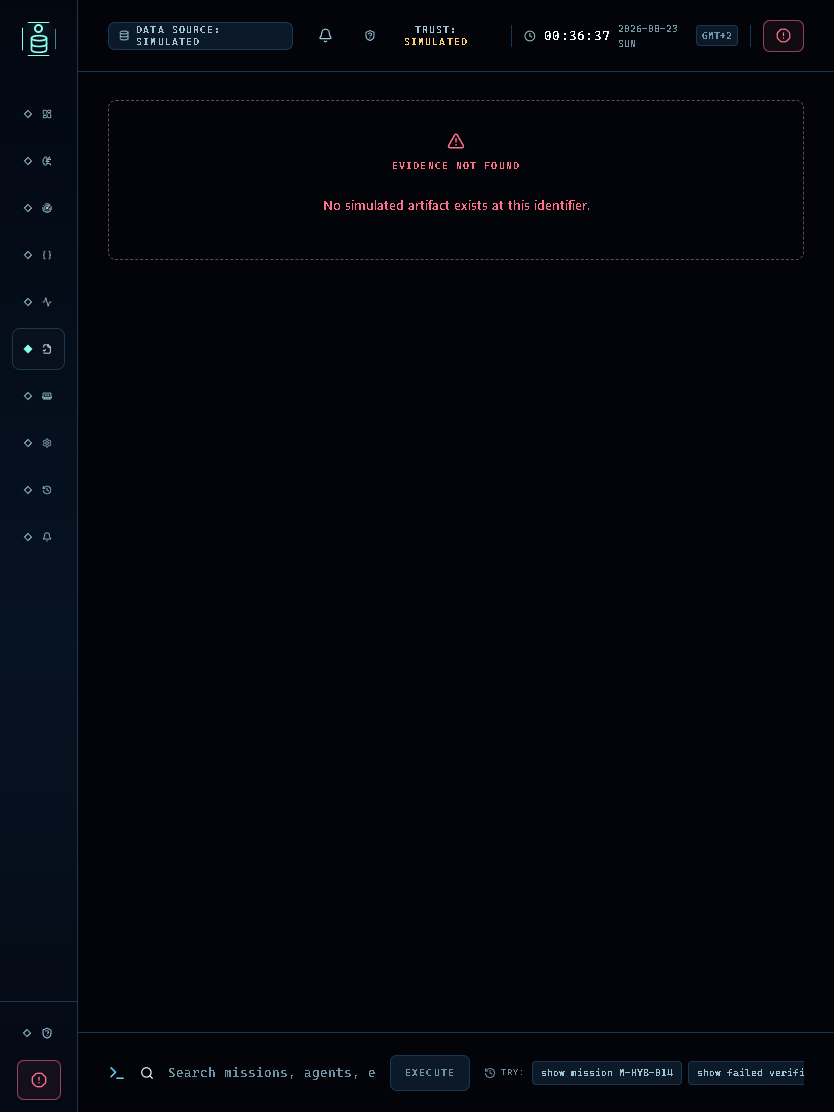 DATA SOURCE:
SIMULATED
TRUST:
SIMULATED
00:36:37
2026-08-23
SUN
GMT+2
EVIDENCE NOT FOUND
No simulated artifact exists at this identifier.
Search missions, agents, e
EXECUTE
TRY:
show mission M-HYB-014
show failed verifi